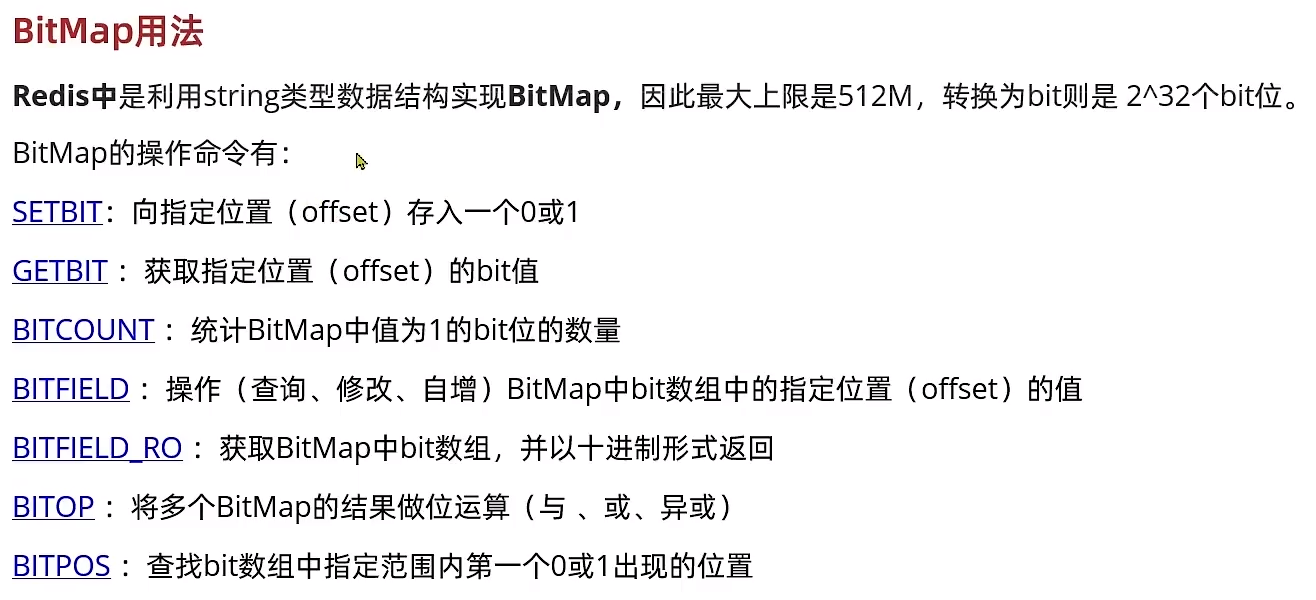 BitMap用法
Redis中是利用string类型数据结构实现BitMap，因此最大上限是512M，转换为bit则是 2^32个bit位。
BitMap的操作命令有：
SETBIT：向指定位置（offset）存入一个0或1
GETBIT ：获取指定位置（offset）的bit值
BITCOUNT ：统计BitMap中值为1的bit位的数量
BITFIELD ：操作（查询、修改、自增）BitMap中bit数组中的指定位置（offset）的值
BITFIELD_RO ：获取BitMap中bit数组，并以十进制形式返回
BITOP ：将多个BitMap的结果做位运算（与 、或、异或）
BITPOS ：查找bit数组中指定范围内第一个0或1出现的位置